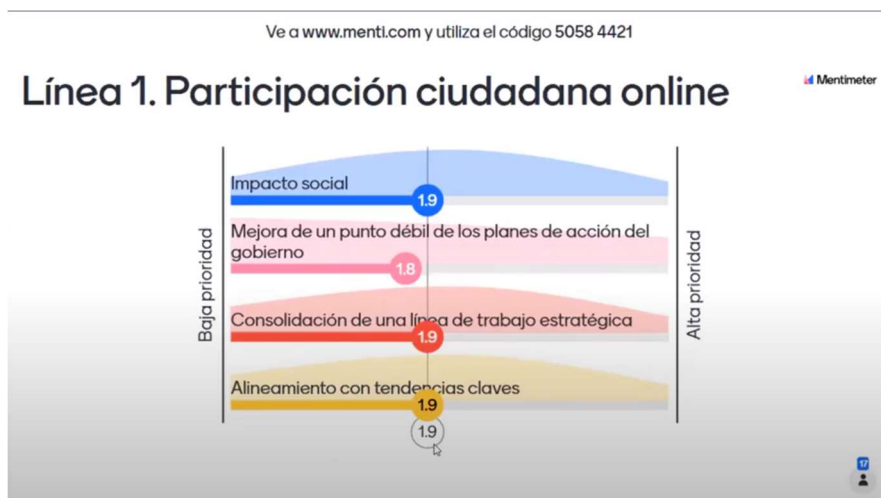 Ve a www.menti.com y utiliza el código 5058 4421
Línea 1. Participación ciudadana online
Mentimeter
Baja prioridad
Impacto social
1.9
Mejora de un punto débil de los planes de acción del
gobierno
1.8
Consolidación de una línea de trabajo estratégica
1.9
Alineamiento con tendencias claves
1.9
1.9
Alta prioridad
17